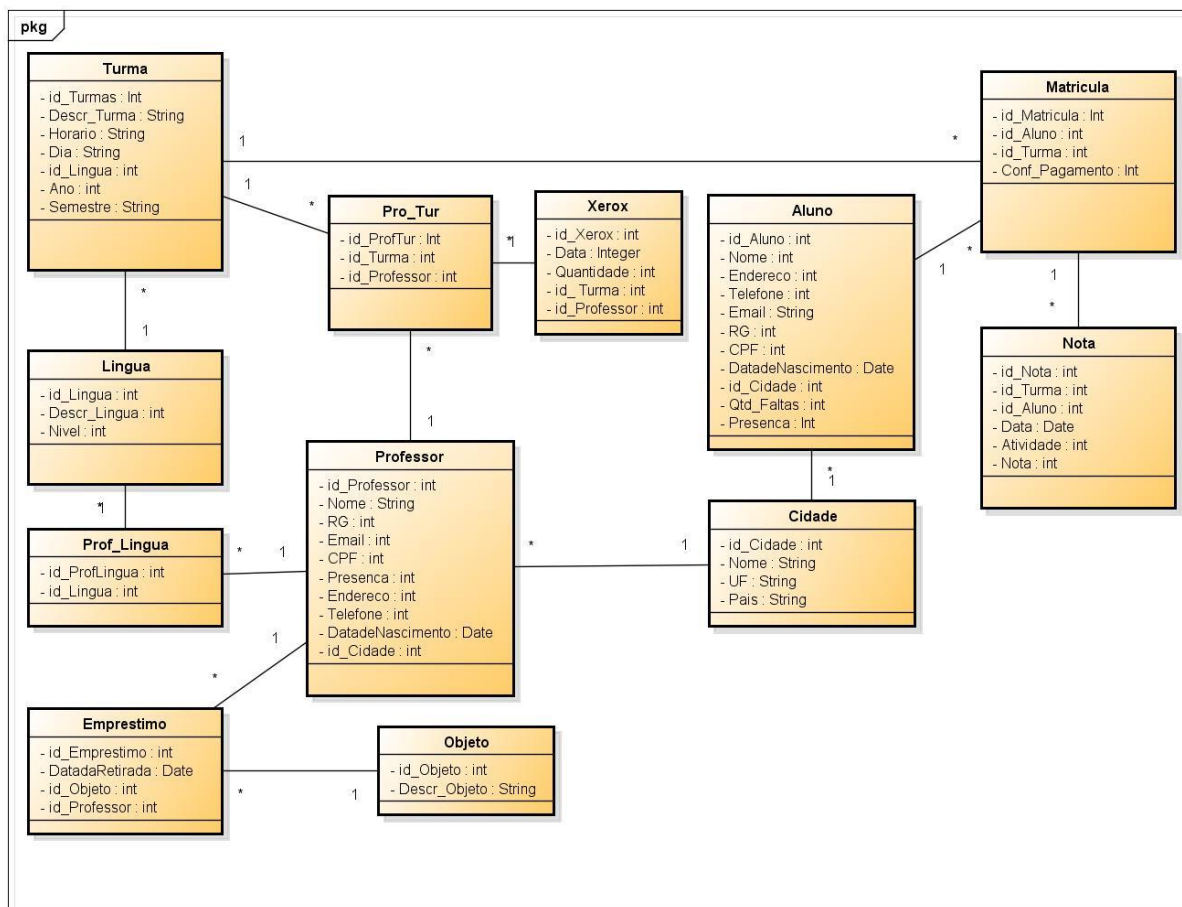 pkg
Turma
- id_Turmas : Int
- Descr_Turma : String
- Horario : String
- Dia : String
- id_Lingua : int
- Ano : int
- Semestre : String
1
1
*
*
*
1
Matricula
- id_Matricula : Int
- id_Aluno : int
- id_Turma : int
- Conf_Pagamento : Int
Pro_Tur
- id_ProfTur : Int
- id_Turma : int
- id_Professor : int
*1
Xerox
- id_Xerox : int
- Data : Integer
- Quantidade : int
- id_ Turma : int
- id_Professor : int
Aluno
- id_Aluno : int
- Nome : int
- Endereco : int
- Telefone : int
- Email : String
- RG : int
- CPF : int
- DatadeNascimento : Date
- id_Cidade : int
- Qtd_Faltas : int
- Presenca : Int
*
1
1
*
Nota
- id_Nota : int
- id_Turma : int
- id_Aluno : int
- Data : Date
- Atividade : int
- Nota : int
Lingua
- id_Lingua : int
- Descr_Lingua : int
- Nivel : int
*1
*
1
Professor
- id_Professor : int
- Nome : String
- RG : int
- Email : int
- CPF : int
- Presenca : int
- Endereco : int
- Telefone : int
- DatadeNascimento : Date
- id_Cidade : int
*
1
Cidade
- id_Cidade : int
- Nome : String
- UF : String
- Pais : String
Prof_Lingua
- id_ProfLingua : int
- id_Lingua : int
*
1
*
1
1
*
Emprestimo
- id_Emprestimo : int
- DatadaRetirada : Date
- id_Objeto : int
- id_Professor : int
*
1
Objeto
- id_Objeto : int
- Descr_Objeto : String